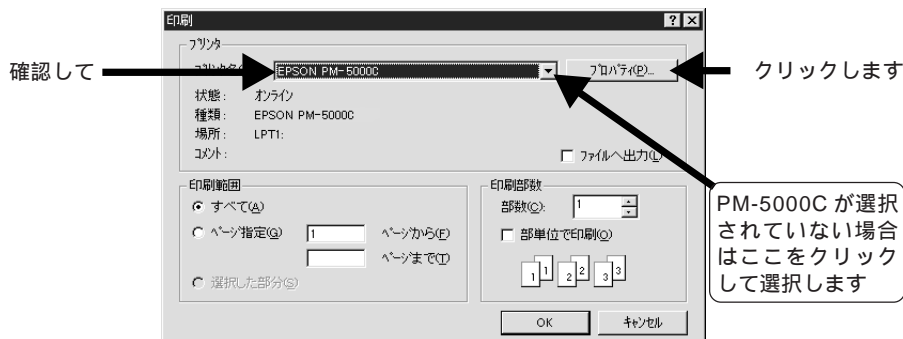 印刷
プリンタ
確認して
EPSON PM-5000C
プロパティ(P)...
クリックします
状態: オンライン
種類: EPSON PM-5000C
場所: LPT1:
コメント:
ファイルへ出力(L)
印刷範囲
すべて(A)
ページ指定(G) 1 ページから(F)
ページまで(T)
選択した部分(S)
印刷部数
部数(C): 1
部単位で印刷(O)
1 1 2 2 3 3
PM-5000C が選択
されていない場合
はここをクリック
して選択します
OK キャンセル